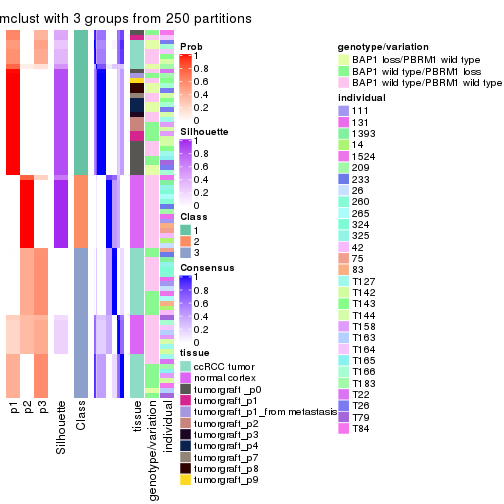 mclust with 3 groups from 250 partitions
Prob
1
0.8
0.6
0.4
0.2
0
Silhouette
1
0.8
0.6
0.4
0.2
0
Class
1
2
3
Consensus
1
0.8
0.6
0.4
0.2
0
tissue
ccRCC tumor
normal cortex
tumorgraft_p0
tumorgraft_p1
tumorgraft_p1_from metastasis
tumorgraft_p2
tumorgraft_p3
tumorgraft_p4
tumorgraft_p7
tumorgraft_p8
tumorgraft_p9
genotype/variation
BAP1 loss/PBRM1 wild type
BAP1 wild type/PBRM1 loss
BAP1 wild type/PBRM1 wild type
individual
111
131
1393
14
1524
209
233
26
260
265
324
325
42
75
83
T127
T142
T143
T144
T158
T163
T164
T165
T166
T183
T22
T26
T79
T84
p1
p2
p3
Silhouette
Class
tissue
genotype/variation
individual